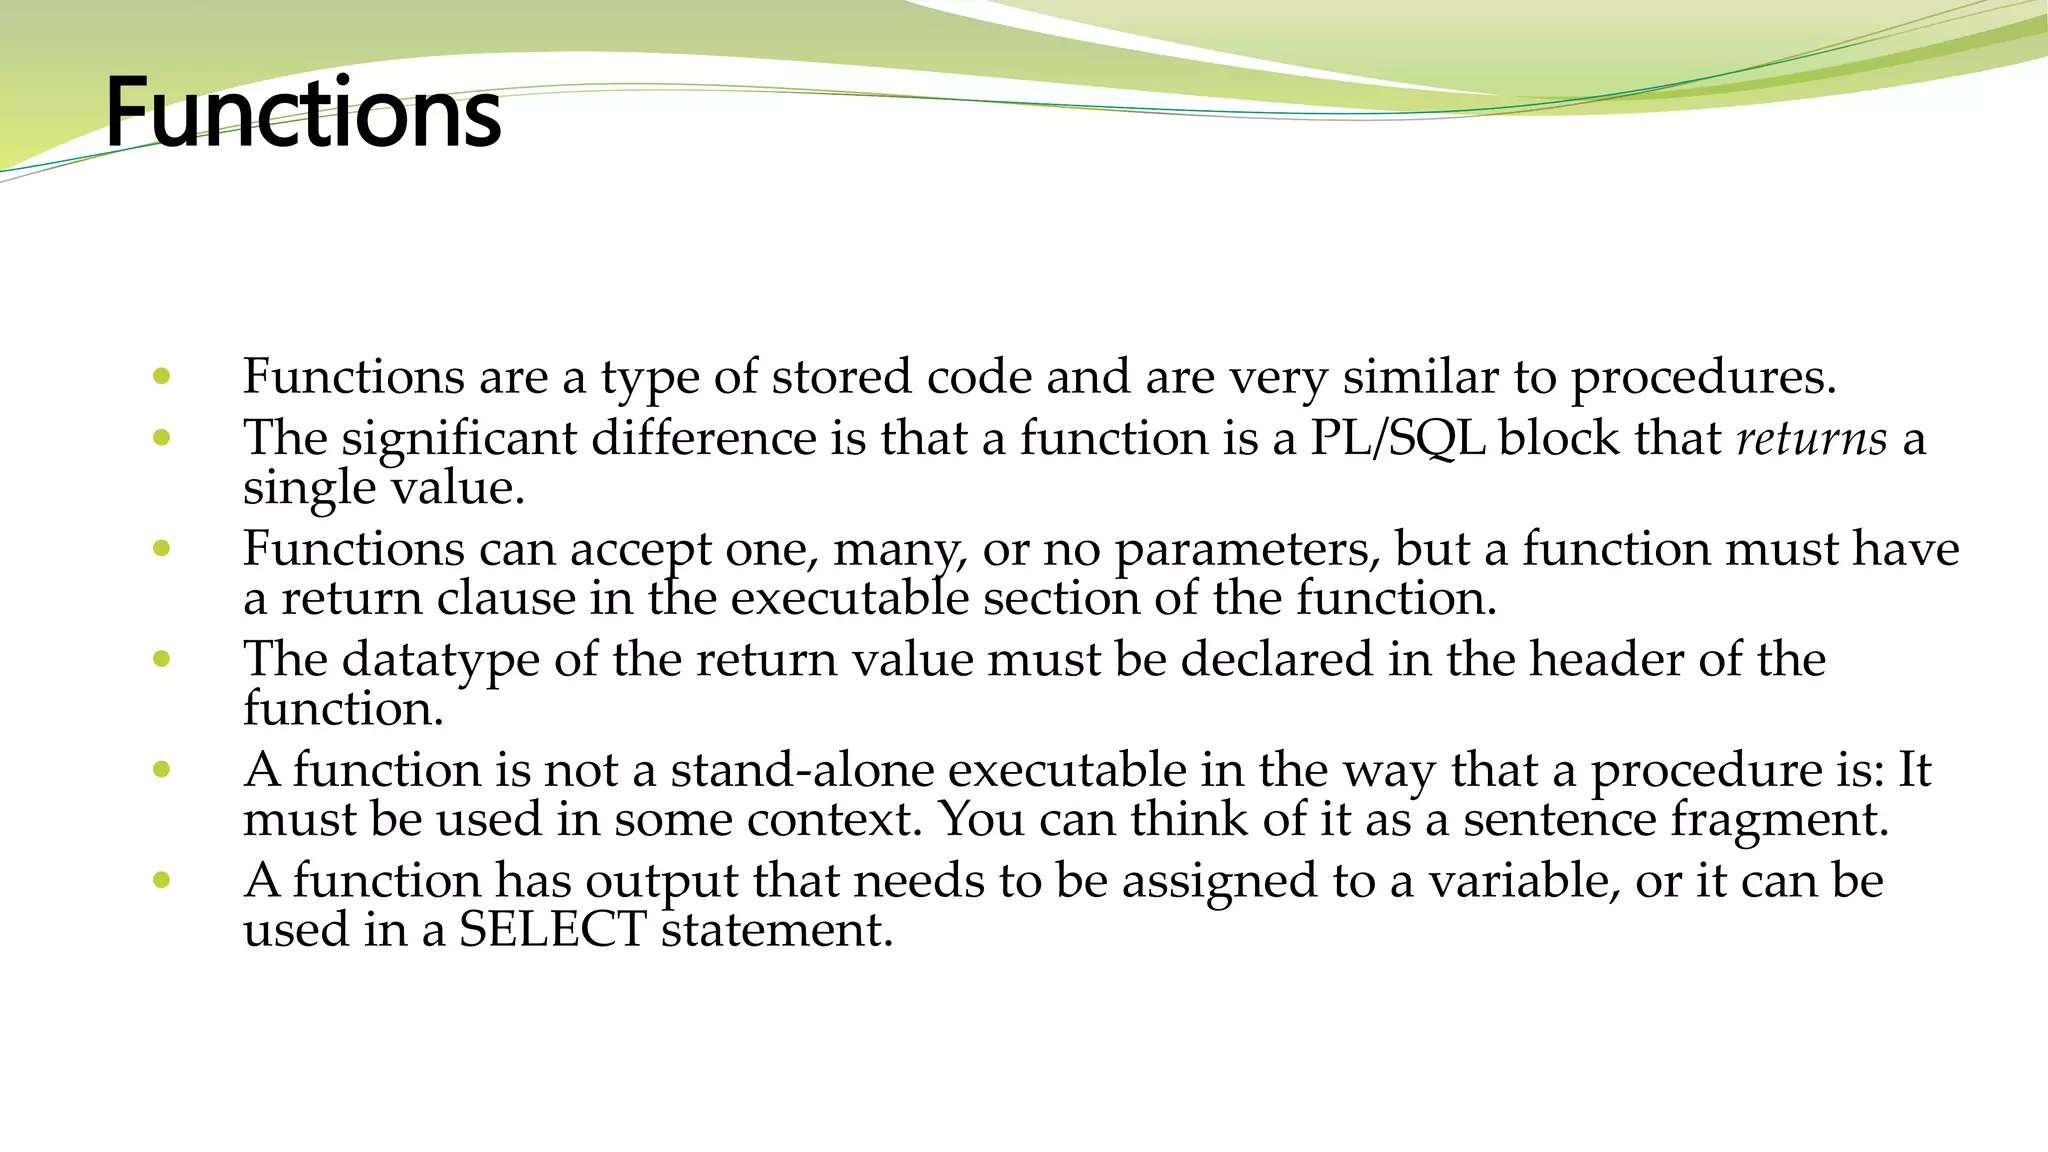 Functions
• Functions are a type of stored code and are very similar to procedures.
• The significant difference is that a function is a PL/SQL block that returns a
single value.
• Functions can accept one, many, or no parameters, but a function must have
a return clause in the executable section of the function.
• The datatype of the return value must be declared in the header of the
function.
• A function is not a stand-alone executable in the way that a procedure is: It
must be used in some context. You can think of it as a sentence fragment.
• A function has output that needs to be assigned to a variable, or it can be
used in a SELECT statement.